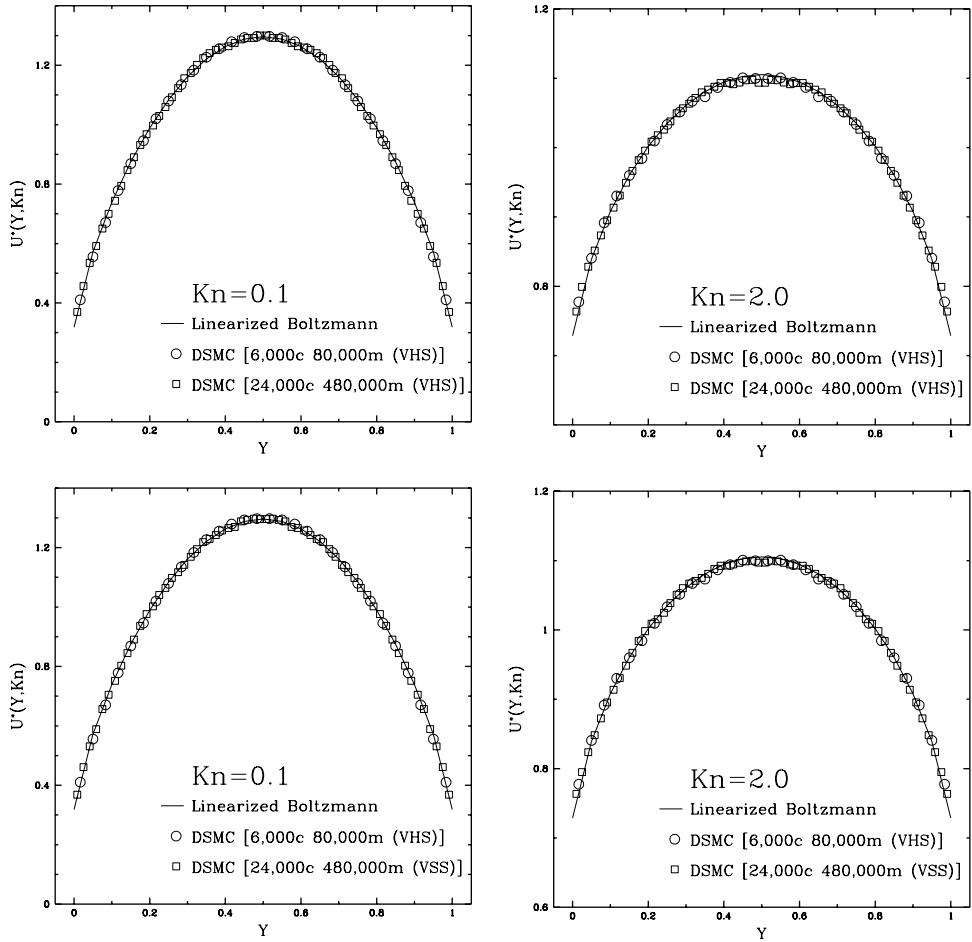 1.2
0.8
0.4
0
U*(Y,Kn)
Kn=0.1
Linearized Boltzmann
DSMC [6,000c 80,000m (VHS)]
DSMC [24,000c 480,000m (VHS)]
0 0.2 0.4 0.6 0.8 1
Y
1.2
0.8
U*(Y,Kn)
Kn=2.0
Linearized Boltzmann
DSMC [6,000c 80,000m (VHS)]
DSMC [24,000c 480,000m (VHS)]
0 0.2 0.4 0.6 0.8 1
Y
1.2
0.8
0.4
0
U*(Y,Kn)
Kn=0.1
Linearized Boltzmann
DSMC [6,000c 80,000m (VHS)]
DSMC [24,000c 480,000m (VSS)]
0 0.2 0.4 0.6 0.8 1
Y
1.2
1
0.8
0.6
U*(Y,Kn)
Kn=2.0
Linearized Boltzmann
DSMC [6,000c 80,000m (VHS)]
DSMC [24,000c 480,000m (VSS)]
0 0.2 0.4 0.6 0.8 1
Y